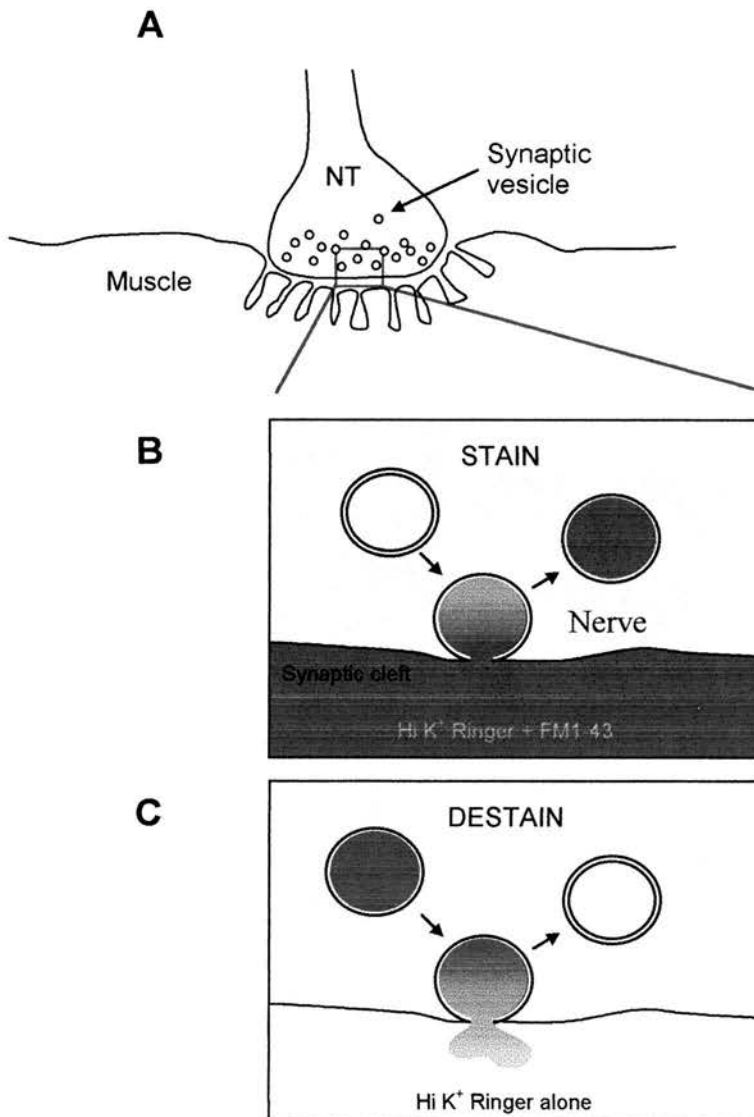 A
NT
Synaptic
vesicle
Muscle
B
STAIN
Nerve
Synaptic cleft
Hi K⁺ Ringer + FM1-43
C
DESTAIN
Hi K⁺ Ringer alone